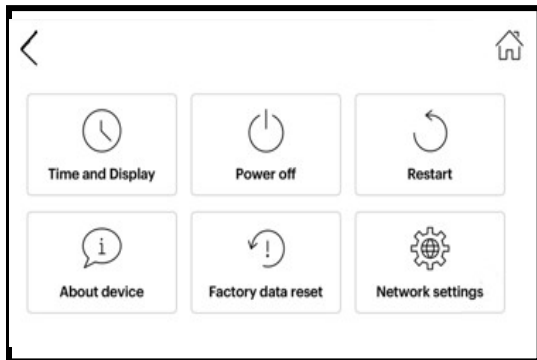 Time and Display
Power off
Restart
About device
Factory data reset
Network settings